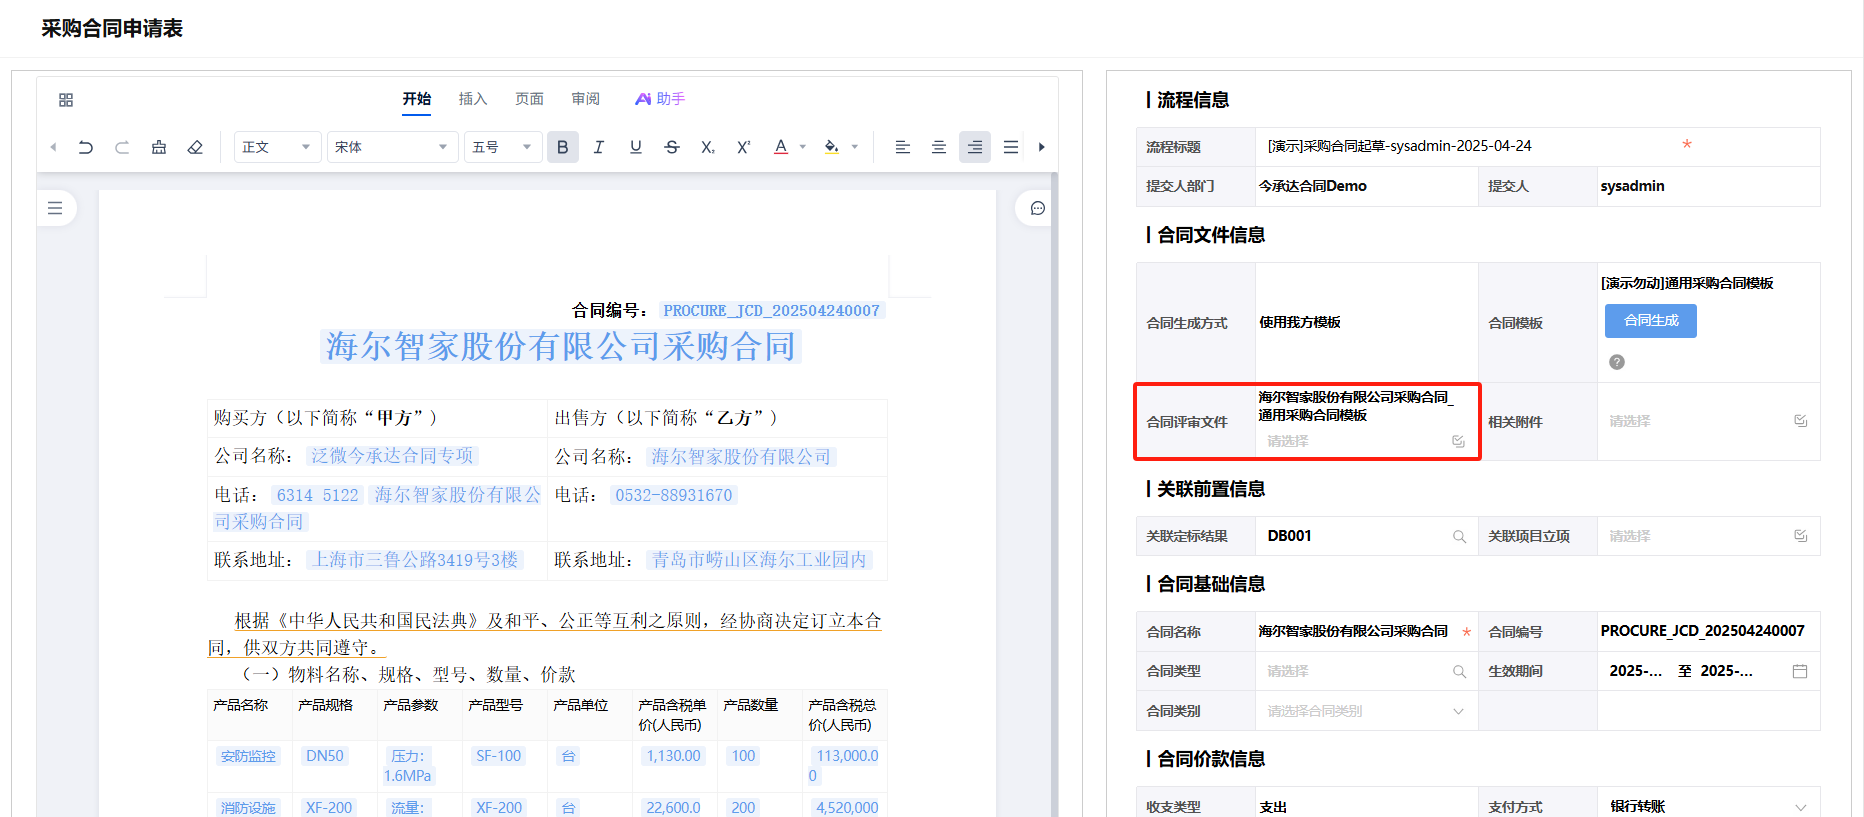 采购合同申请表
开始 插入 页面 审阅 Ai 助手
正文 宋体 五号 B I U S X₂ X² A
合同编号： PROCURE_JCD_202504240007
海尔智家股份有限公司采购合同
购买方（以下简称“甲方”） 出售方（以下简称“乙方”）
公司名称： 泛微今承达合同专项 公司名称： 海尔智家股份有限公司
电话： 6314 5122 海尔智家股份有限公 电话： 0532-88931670
司采购合同
联系地址： 上海市三鲁公路3419号3楼 联系地址： 青岛市崂山区海尔工业园内
根据《中华人民共和国民法典》及和平、公正等互利之原则，经协商决定订立本合
同，供双方共同遵守。
（一）物料名称、规格、型号、数量、价款
产品名称 产品规格 产品参数 产品型号 产品单位 产品含税单 产品数量 产品含税总
价(人民币) 价(人民币)
安防监控 DN50 压力： SF-100 台 1,130.00 100 113,000.0
1.6MPa 0
消防设施 XF-200 流量： XF-200 台 22,600.0 200 4,520,000
流程信息
流程标题 [演示]采购合同起草-sysadmin-2025-04-24 *
提交人部门 今承达合同Demo 提交人 sysadmin
合同文件信息
[演示勿动]通用采购合同模板
合同生成方式 使用我方模板 合同模板 合同生成
?
海尔智家股份有限公司采购合同_
通用采购合同模板
合同评审文件 请选择 相关附件 请选择
关联前置信息
关联定标结果 DB001 关联项目立项 请选择
合同基础信息
合同名称 海尔智家股份有限公司采购合同 * 合同编号 PROCURE_JCD_202504240007
合同类型 请选择 生效期间 2025-... 至 2025-...
合同类别 请选择合同类别
合同价款信息
收支类型 支出 支付方式 银行转账